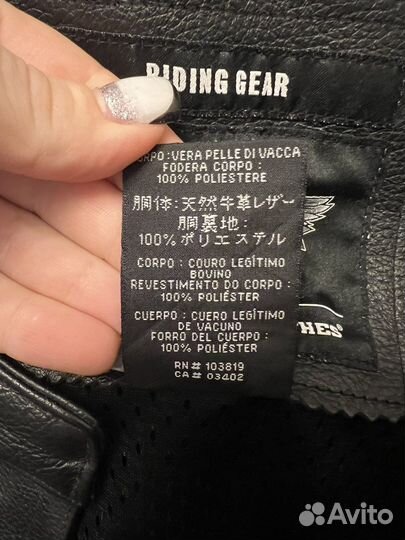 RIDING GEAR
CORPO : VERA PELLE DI VACCA
FODERA CORPO :
100% POLIESTERE
胴体: 天然牛革レザー
胴裏地:
100% ポリエステル
CORPO : COURO LEGÍTIMO
BOVINO
REVESTIMENTO DO CORPO :
100% POLIÉSTER
CUERPO : CUERO LEGÍTIMO
DE VACUNO
FORRO DEL CUERPO :
100% POLIÉSTER
RN# 103819
CA# 03402
HES®
Avito